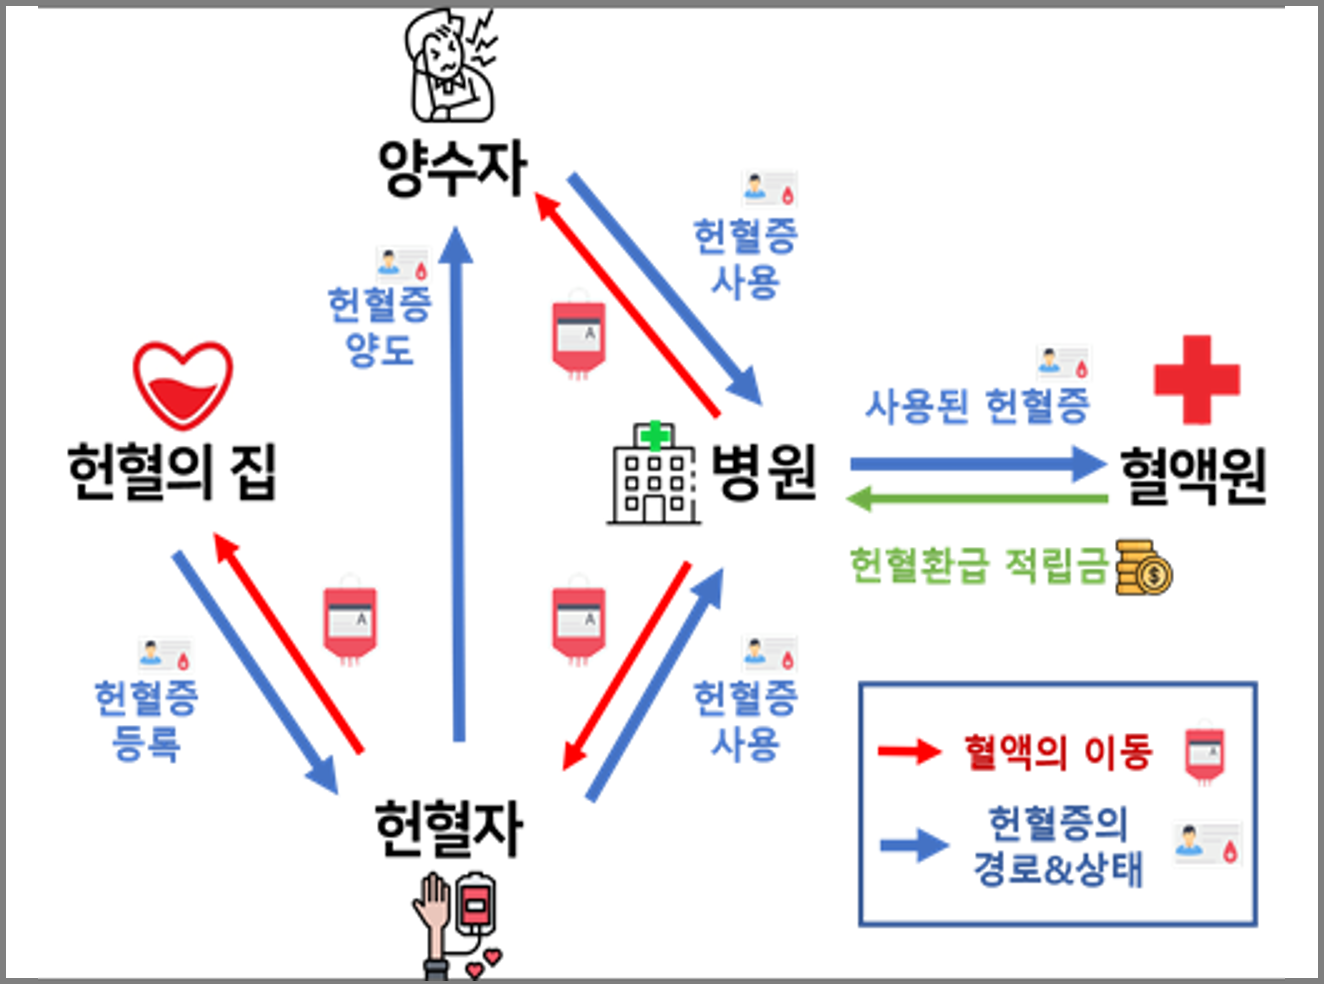 양수자
헌혈증
사용
헌혈증
양도
A
사용된 헌혈증
헌혈의 집
병원
혈액원
헌혈환급 적립금
$
A
A
헌혈증
등록
헌혈증
사용
혈액의 이동
헌혈증의
경로&상태
헌혈자